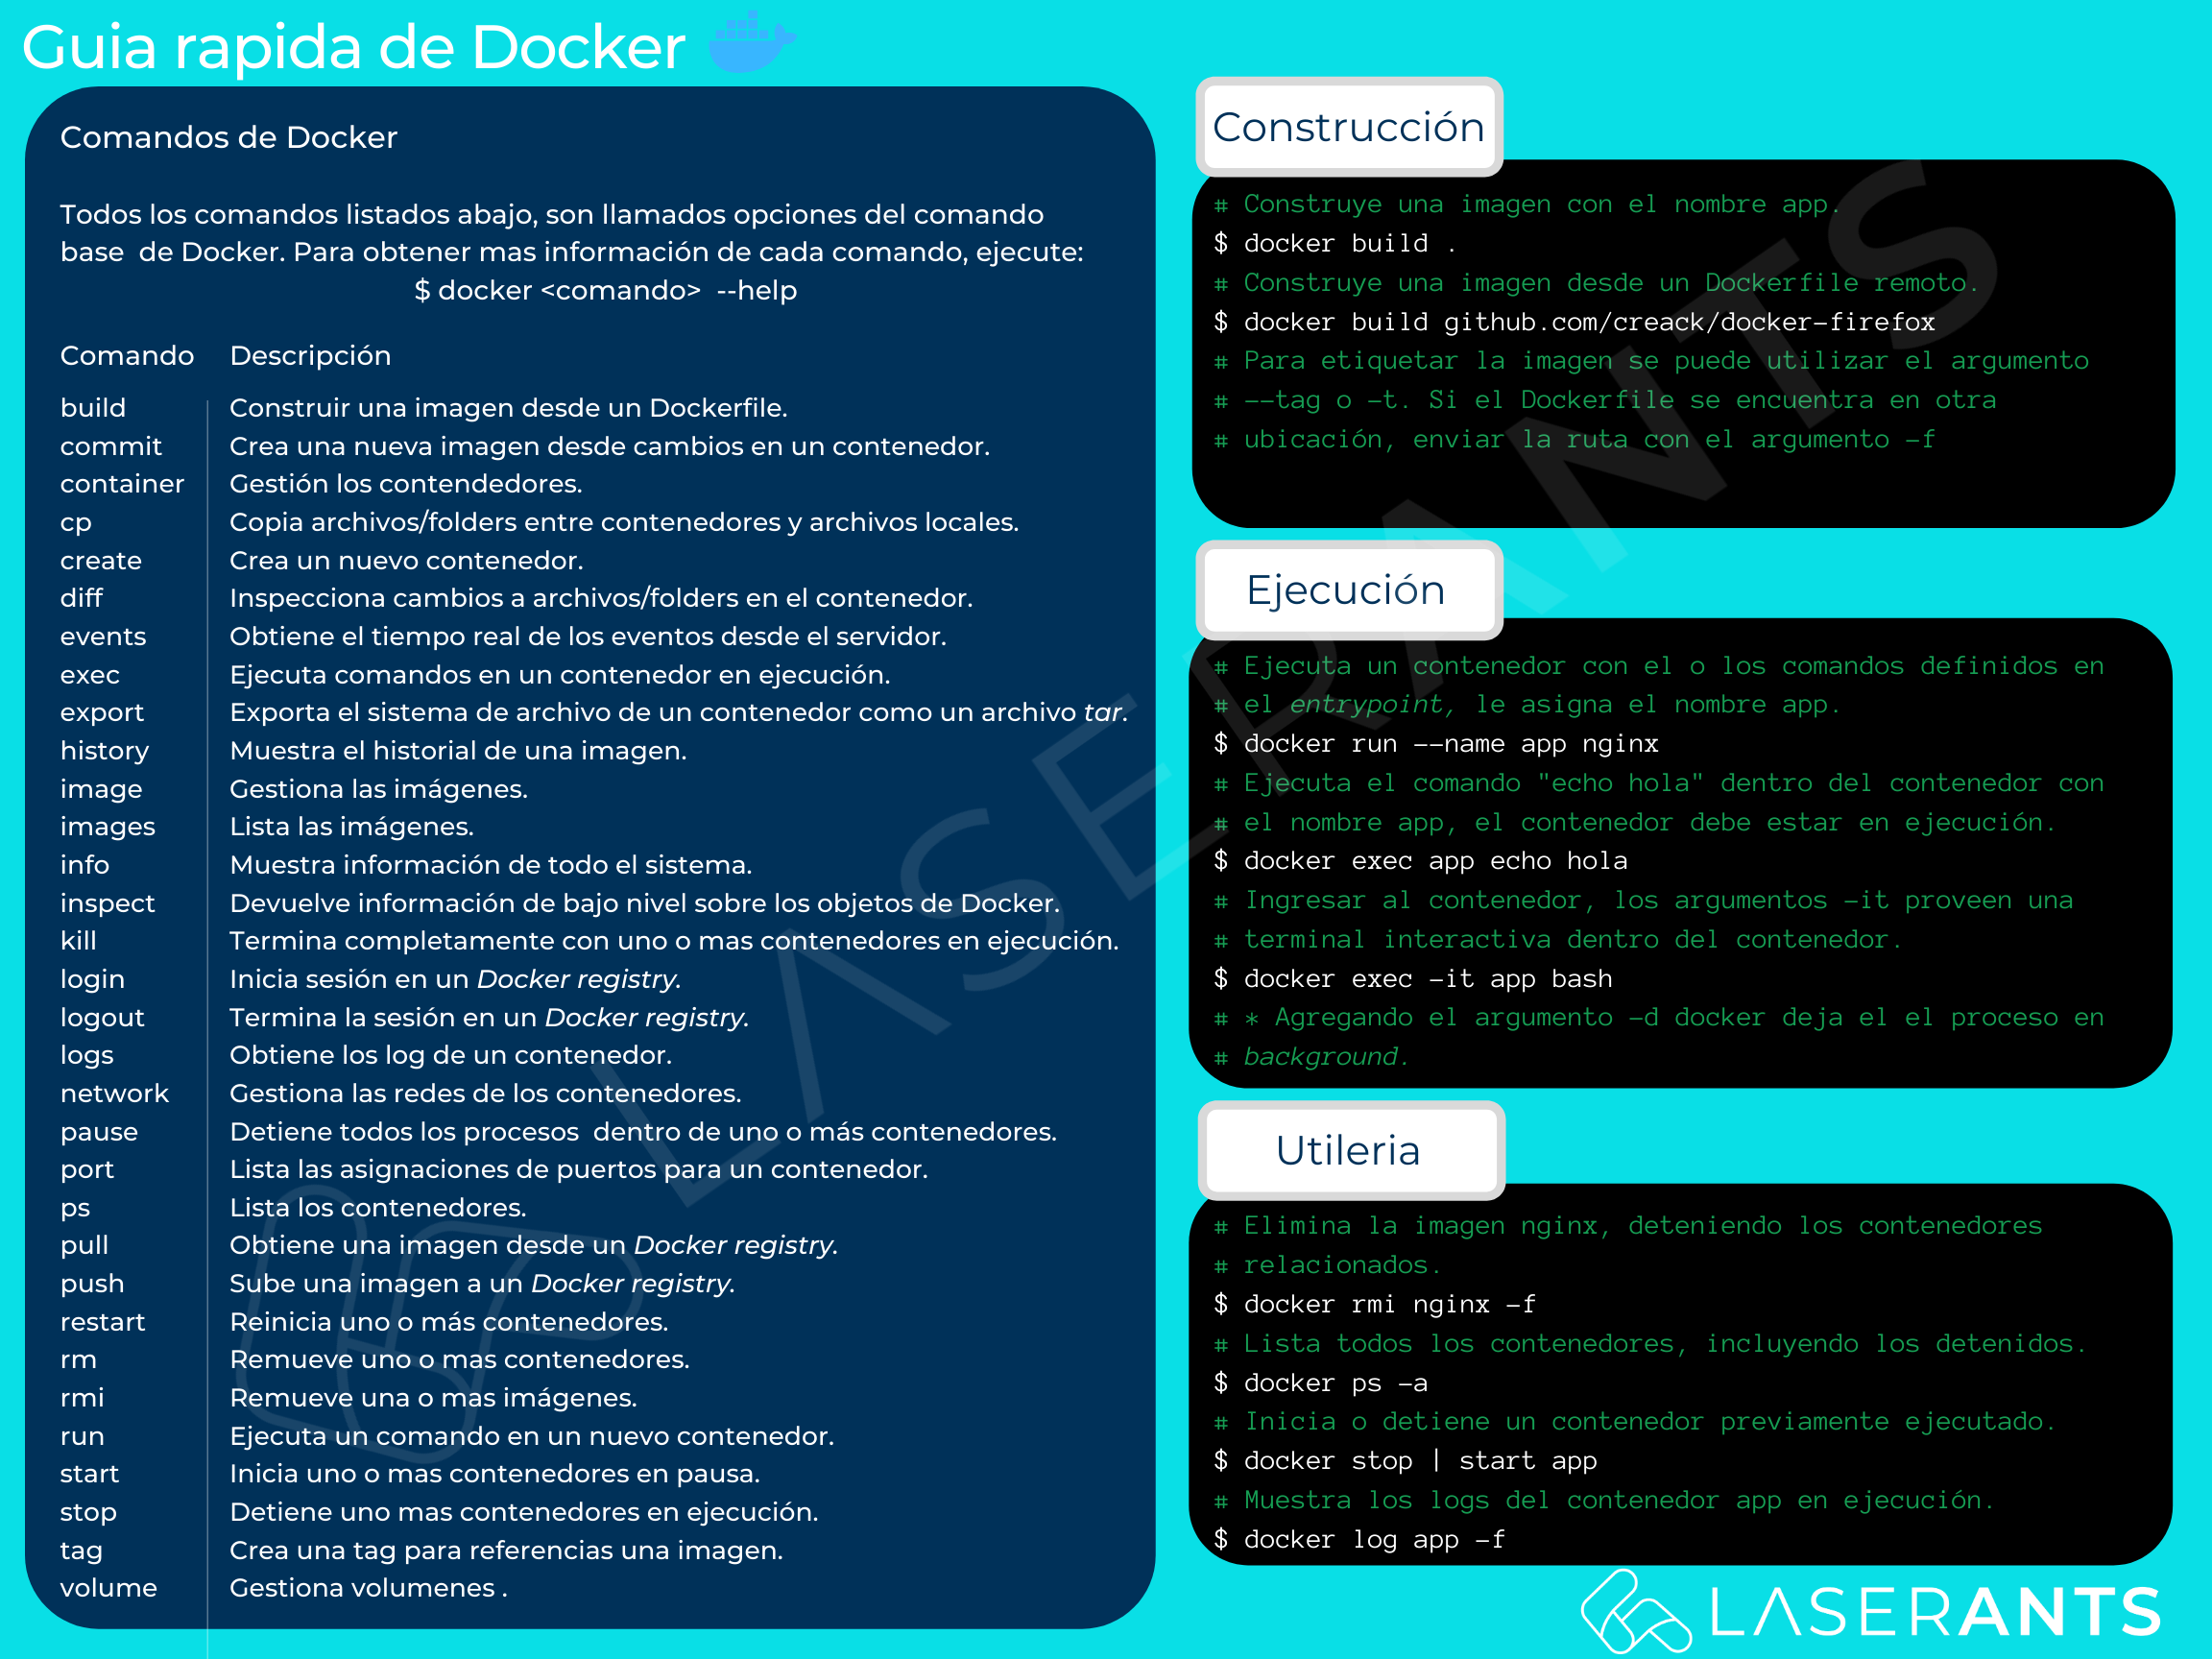 Guia rapida de Docker
Comandos de Docker
Todos los comandos listados abajo, son llamados opciones del comando
base  de Docker. Para obtener mas información de cada comando, ejecute:
$ docker <comando>  --help
Comando Descripción
build Construir una imagen desde un Dockerfile.
commit Crea una nueva imagen desde cambios en un contenedor.
container Gestión los contendedores.
cp Copia archivos/folders entre contenedores y archivos locales.
create Crea un nuevo contenedor.
diff Inspecciona cambios a archivos/folders en el contenedor.
events Obtiene el tiempo real de los eventos desde el servidor.
exec Ejecuta comandos en un contenedor en ejecución.
export Exporta el sistema de archivo de un contenedor como un archivo tar.
history Muestra el historial de una imagen.
image Gestiona las imágenes.
images Lista las imágenes.
info Muestra información de todo el sistema.
inspect Devuelve información de bajo nivel sobre los objetos de Docker.
kill Termina completamente con uno o mas contenedores en ejecución.
login Inicia sesión en un Docker registry.
logout Termina la sesión en un Docker registry.
logs Obtiene los log de un contenedor.
network Gestiona las redes de los contenedores.
pause Detiene todos los procesos  dentro de uno o más contenedores.
port Lista las asignaciones de puertos para un contenedor.
ps Lista los contenedores.
pull Obtiene una imagen desde un Docker registry.
push Sube una imagen a un Docker registry.
restart Reinicia uno o más contenedores.
rm Remueve uno o mas contenedores.
rmi Remueve una o mas imágenes.
run Ejecuta un comando en un nuevo contenedor.
start Inicia uno o mas contenedores en pausa.
stop Detiene uno mas contenedores en ejecución.
tag Crea una tag para referencias una imagen.
volume Gestiona volumenes .
Construcción
# Construye una imagen con el nombre app.
$ docker build .
# Construye una imagen desde un Dockerfile remoto.
$ docker build github.com/creack/docker-firefox
# Para etiquetar la imagen se puede utilizar el argumento
# --tag o -t. Si el Dockerfile se encuentra en otra
# ubicación, enviar la ruta con el argumento -f
Ejecución
# Ejecuta un contenedor con el o los comandos definidos en
# el entrypoint, le asigna el nombre app.
$ docker run --name app nginx
# Ejecuta el comando "echo hola" dentro del contenedor con
# el nombre app, el contenedor debe estar en ejecución.
$ docker exec app echo hola
# Ingresar al contenedor, los argumentos -it proveen una
# terminal interactiva dentro del contenedor.
$ docker exec -it app bash
# * Agregando el argumento -d docker deja el el proceso en
# background.
Utileria
# Elimina la imagen nginx, deteniendo los contenedores
# relacionados.
$ docker rmi nginx -f
# Lista todos los contenedores, incluyendo los detenidos.
$ docker ps -a
# Inicia o detiene un contenedor previamente ejecutado.
$ docker stop | start app
# Muestra los logs del contenedor app en ejecución.
$ docker log app -f
LASERANTS
LASERANTS